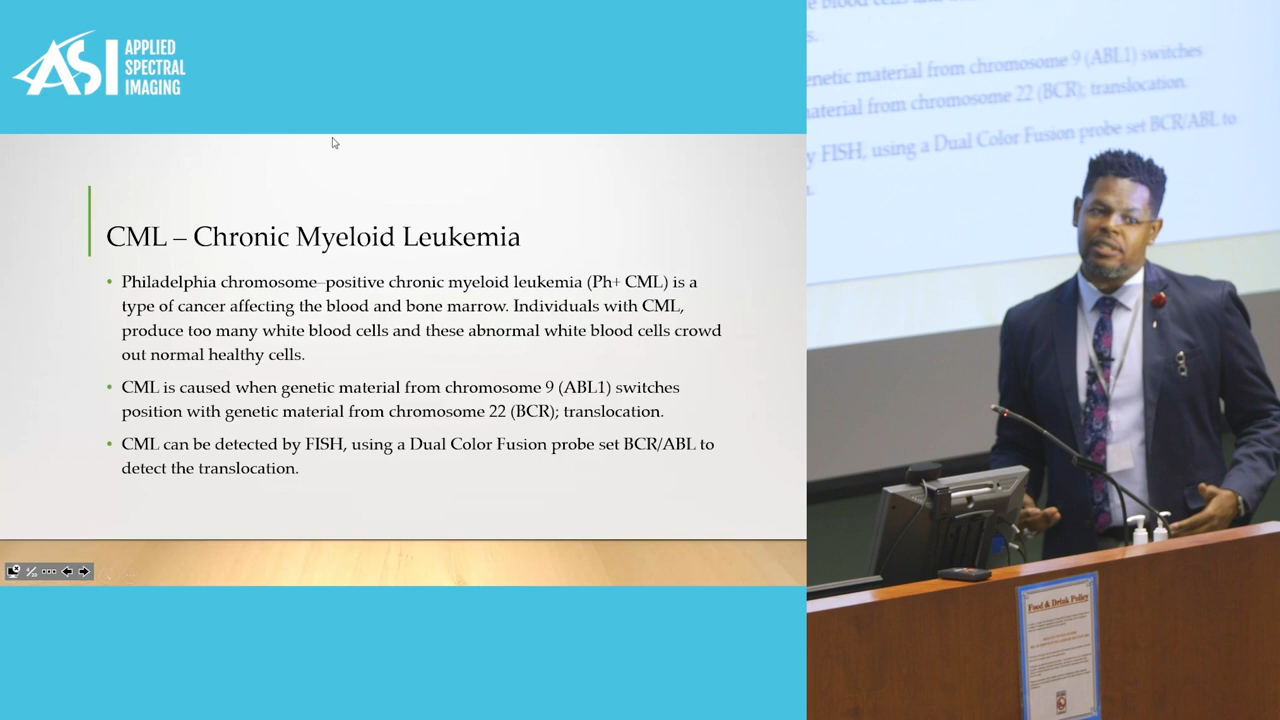 ASI APPLIED
SPECTRAL
IMAGING
CML – Chronic Myeloid Leukemia
• Philadelphia chromosome–positive chronic myeloid leukemia (Ph+ CML) is a
type of cancer affecting the blood and bone marrow. Individuals with CML,
produce too many white blood cells and these abnormal white blood cells crowd
out normal healthy cells.
• CML is caused when genetic material from chromosome 9 (ABL1) switches
position with genetic material from chromosome 22 (BCR); translocation.
• CML can be detected by FISH, using a Dual Color Fusion probe set BCR/ABL to
detect the translocation.
blood cells and
s.
enetic material from chromosome 9 (ABL1) switches
aterial from chromosome 22 (BCR); translocation.
y FISH, using a Dual Color Fusion probe set BCR/ABL to
Food & Drink Policy